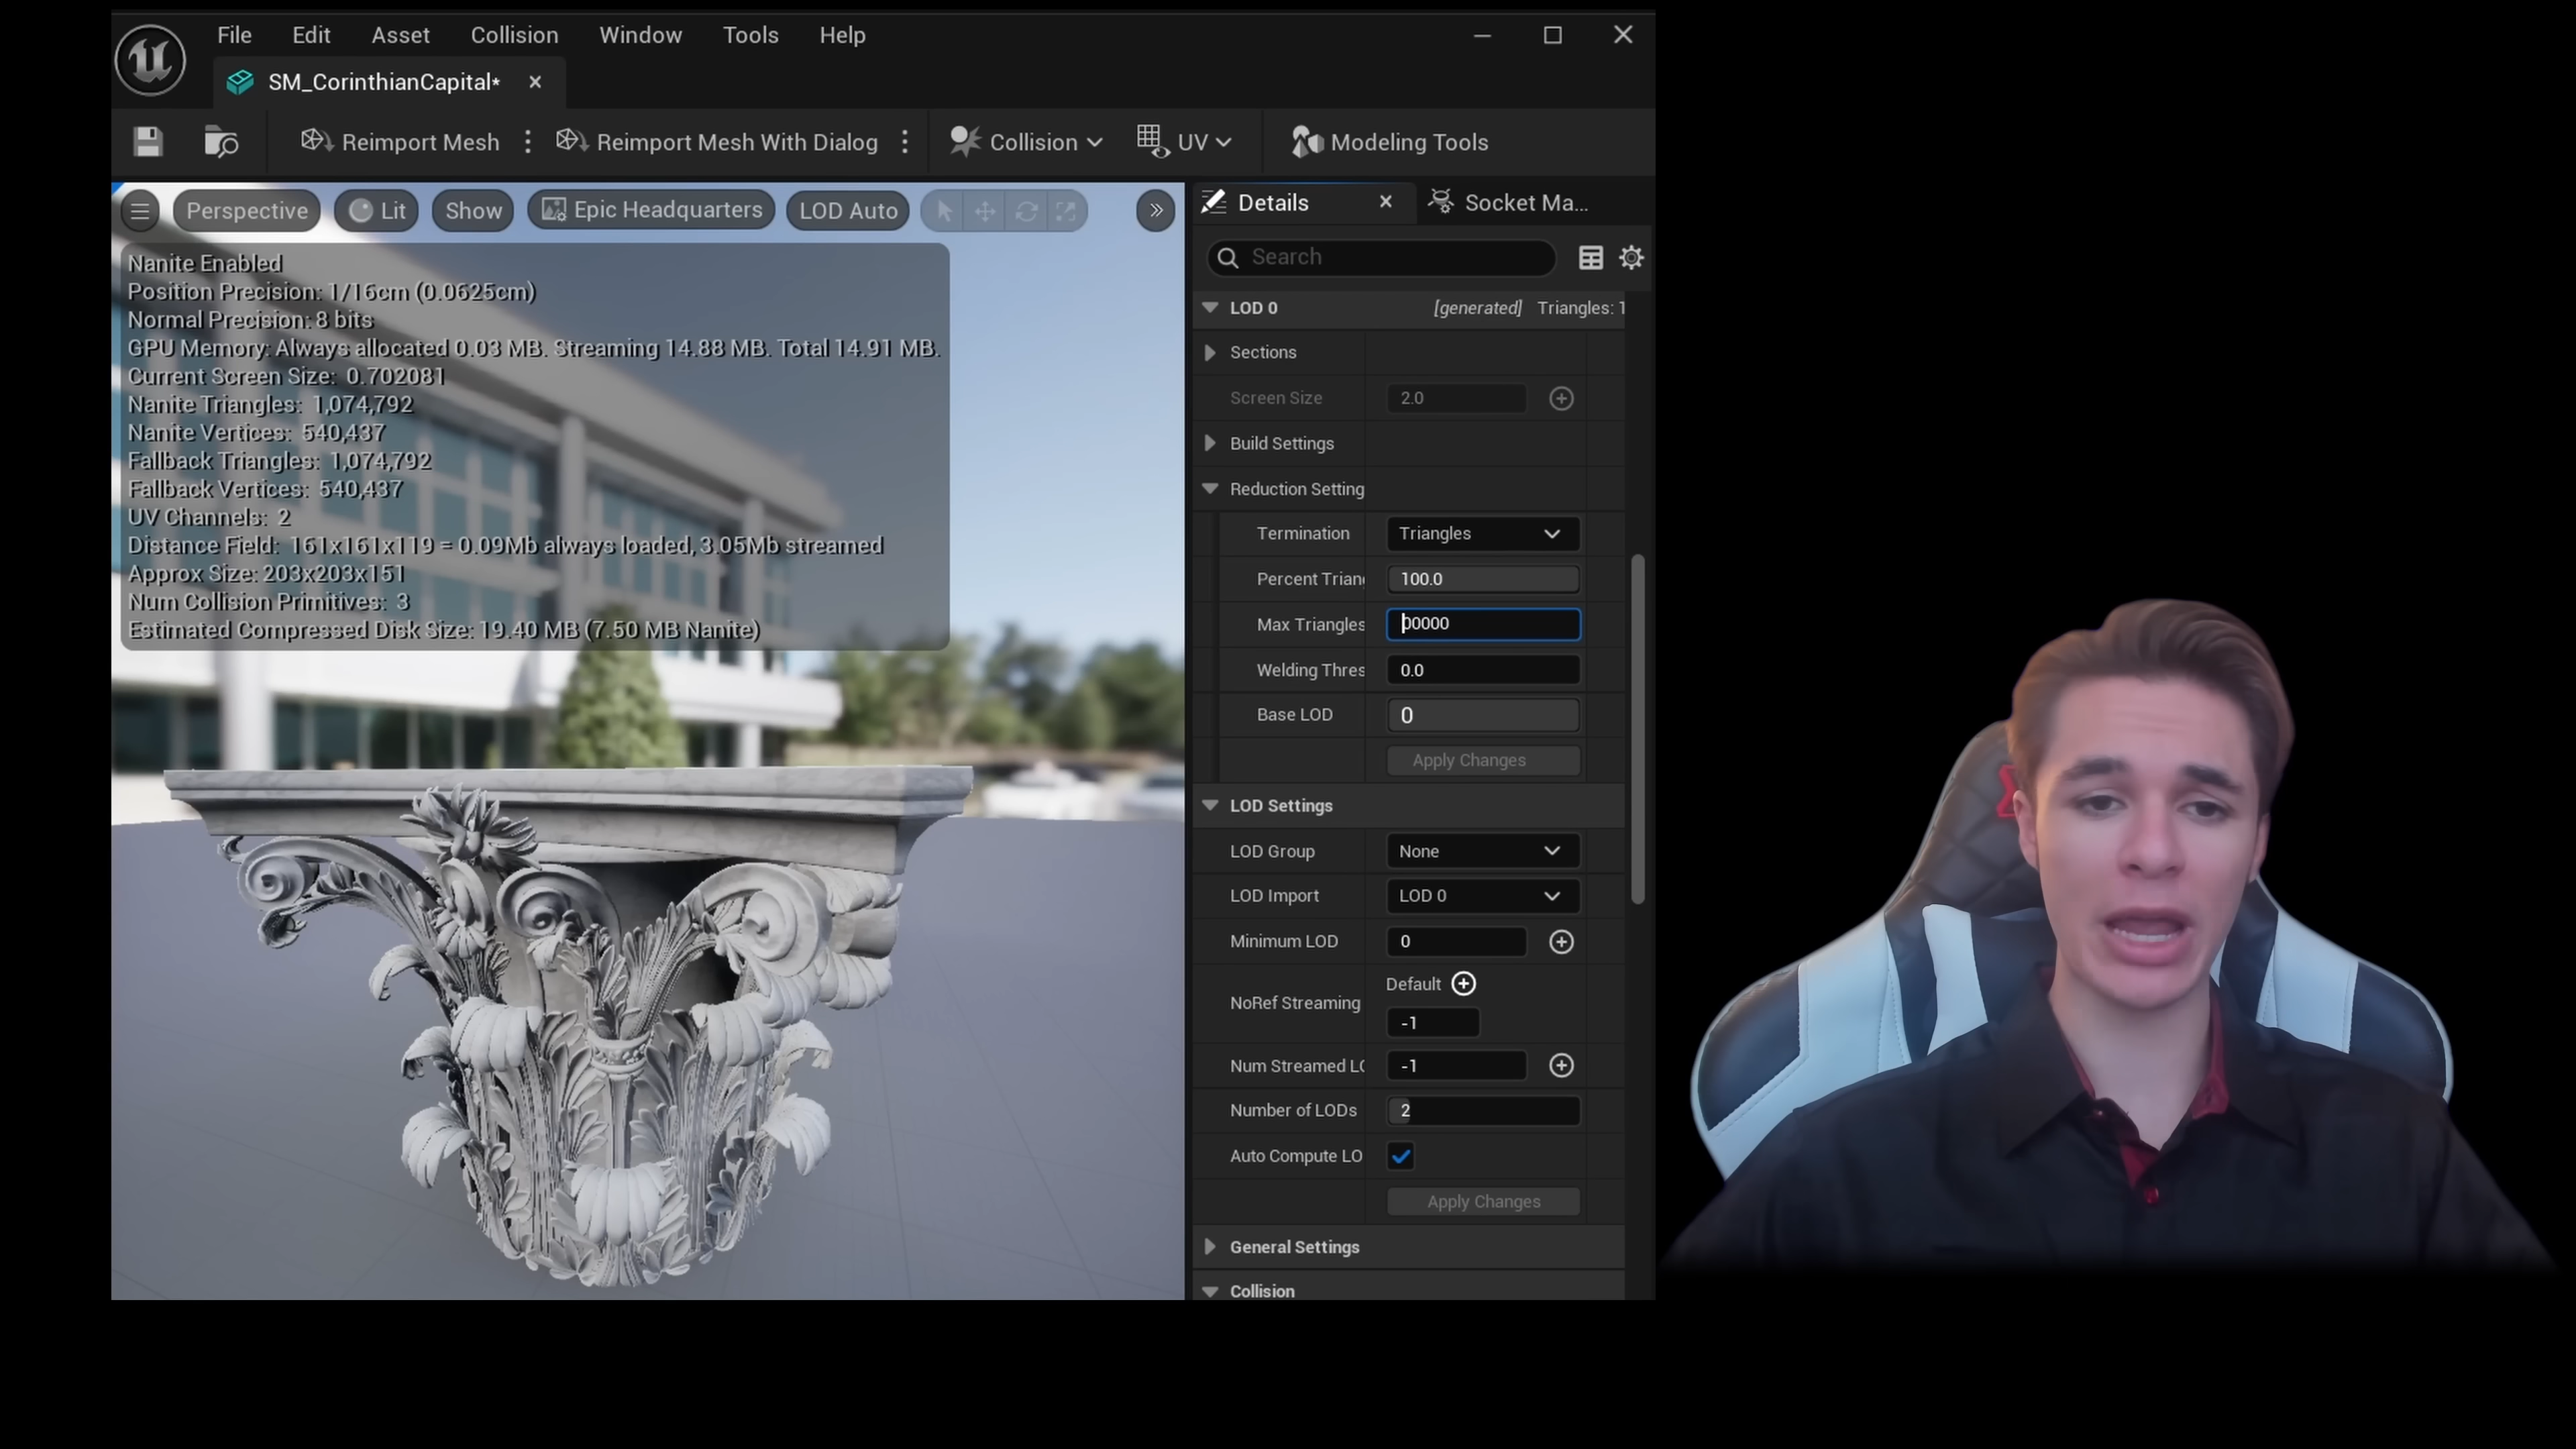 File Edit Asset Collision Window Tools Help
SM_CorinthianCapital*
Reimport Mesh Reimport Mesh With Dialog Collision UV Modeling Tools
Perspective Lit Show Epic Headquarters LOD Auto
Nanite Enabled
Position Precision: 1/16cm (0.0625cm)
Normal Precision: 8 bits
GPU Memory: Always allocated 0.03 MB. Streaming 14.88 MB. Total 14.91 MB.
Current Screen Size: 0.702081
Nanite Triangles: 1,074,792
Nanite Vertices: 540,437
Fallback Triangles: 1,074,792
Fallback Vertices: 540,437
UV Channels: 2
Distance Field: 161x161x119 = 0.09Mb always loaded, 3.05Mb streamed
Approx Size: 203x203x151
Num Collision Primitives: 3
Estimated Compressed Disk Size: 19.40 MB (7.50 MB Nanite)
Details Socket Ma...
Search
LOD 0 [generated] Triangles: 1
Sections
Screen Size 2.0
Build Settings
Reduction Setting
Termination Triangles
Percent Trian 100.0
Max Triangles 00000
Welding Thres 0.0
Base LOD 0
Apply Changes
LOD Settings
LOD Group None
LOD Import LOD 0
Minimum LOD 0
NoRef Streaming Default
-1
Num Streamed LO -1
Number of LODs 2
Auto Compute LO
Apply Changes
General Settings
Collision